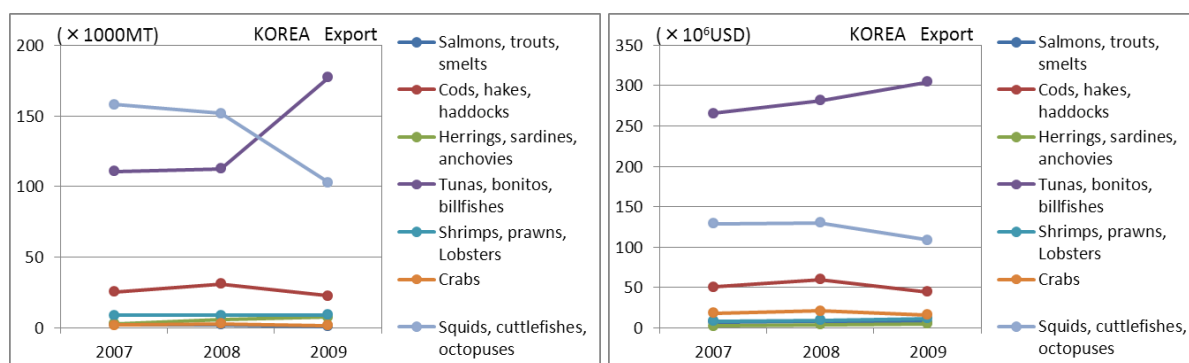 (×1000MT) KOREA Export
200
150
100
50
0
2007 2008 2009
Salmons, trouts,
smelts
Cods, hakes,
haddocks
Herrings, sardines,
anchovies
Tunas, bonitos,
billfishes
Shrimps, prawns,
Lobsters
Crabs
Squids, cuttlefishes,
octopuses
(×10⁶USD) KOREA Export
350
300
250
200
150
100
50
0
2007 2008 2009
Salmons, trouts,
smelts
Cods, hakes,
haddocks
Herrings, sardines,
anchovies
Tunas, bonitos,
billfishes
Shrimps, prawns,
Lobsters
Crabs
Squids, cuttlefishes,
octopuses